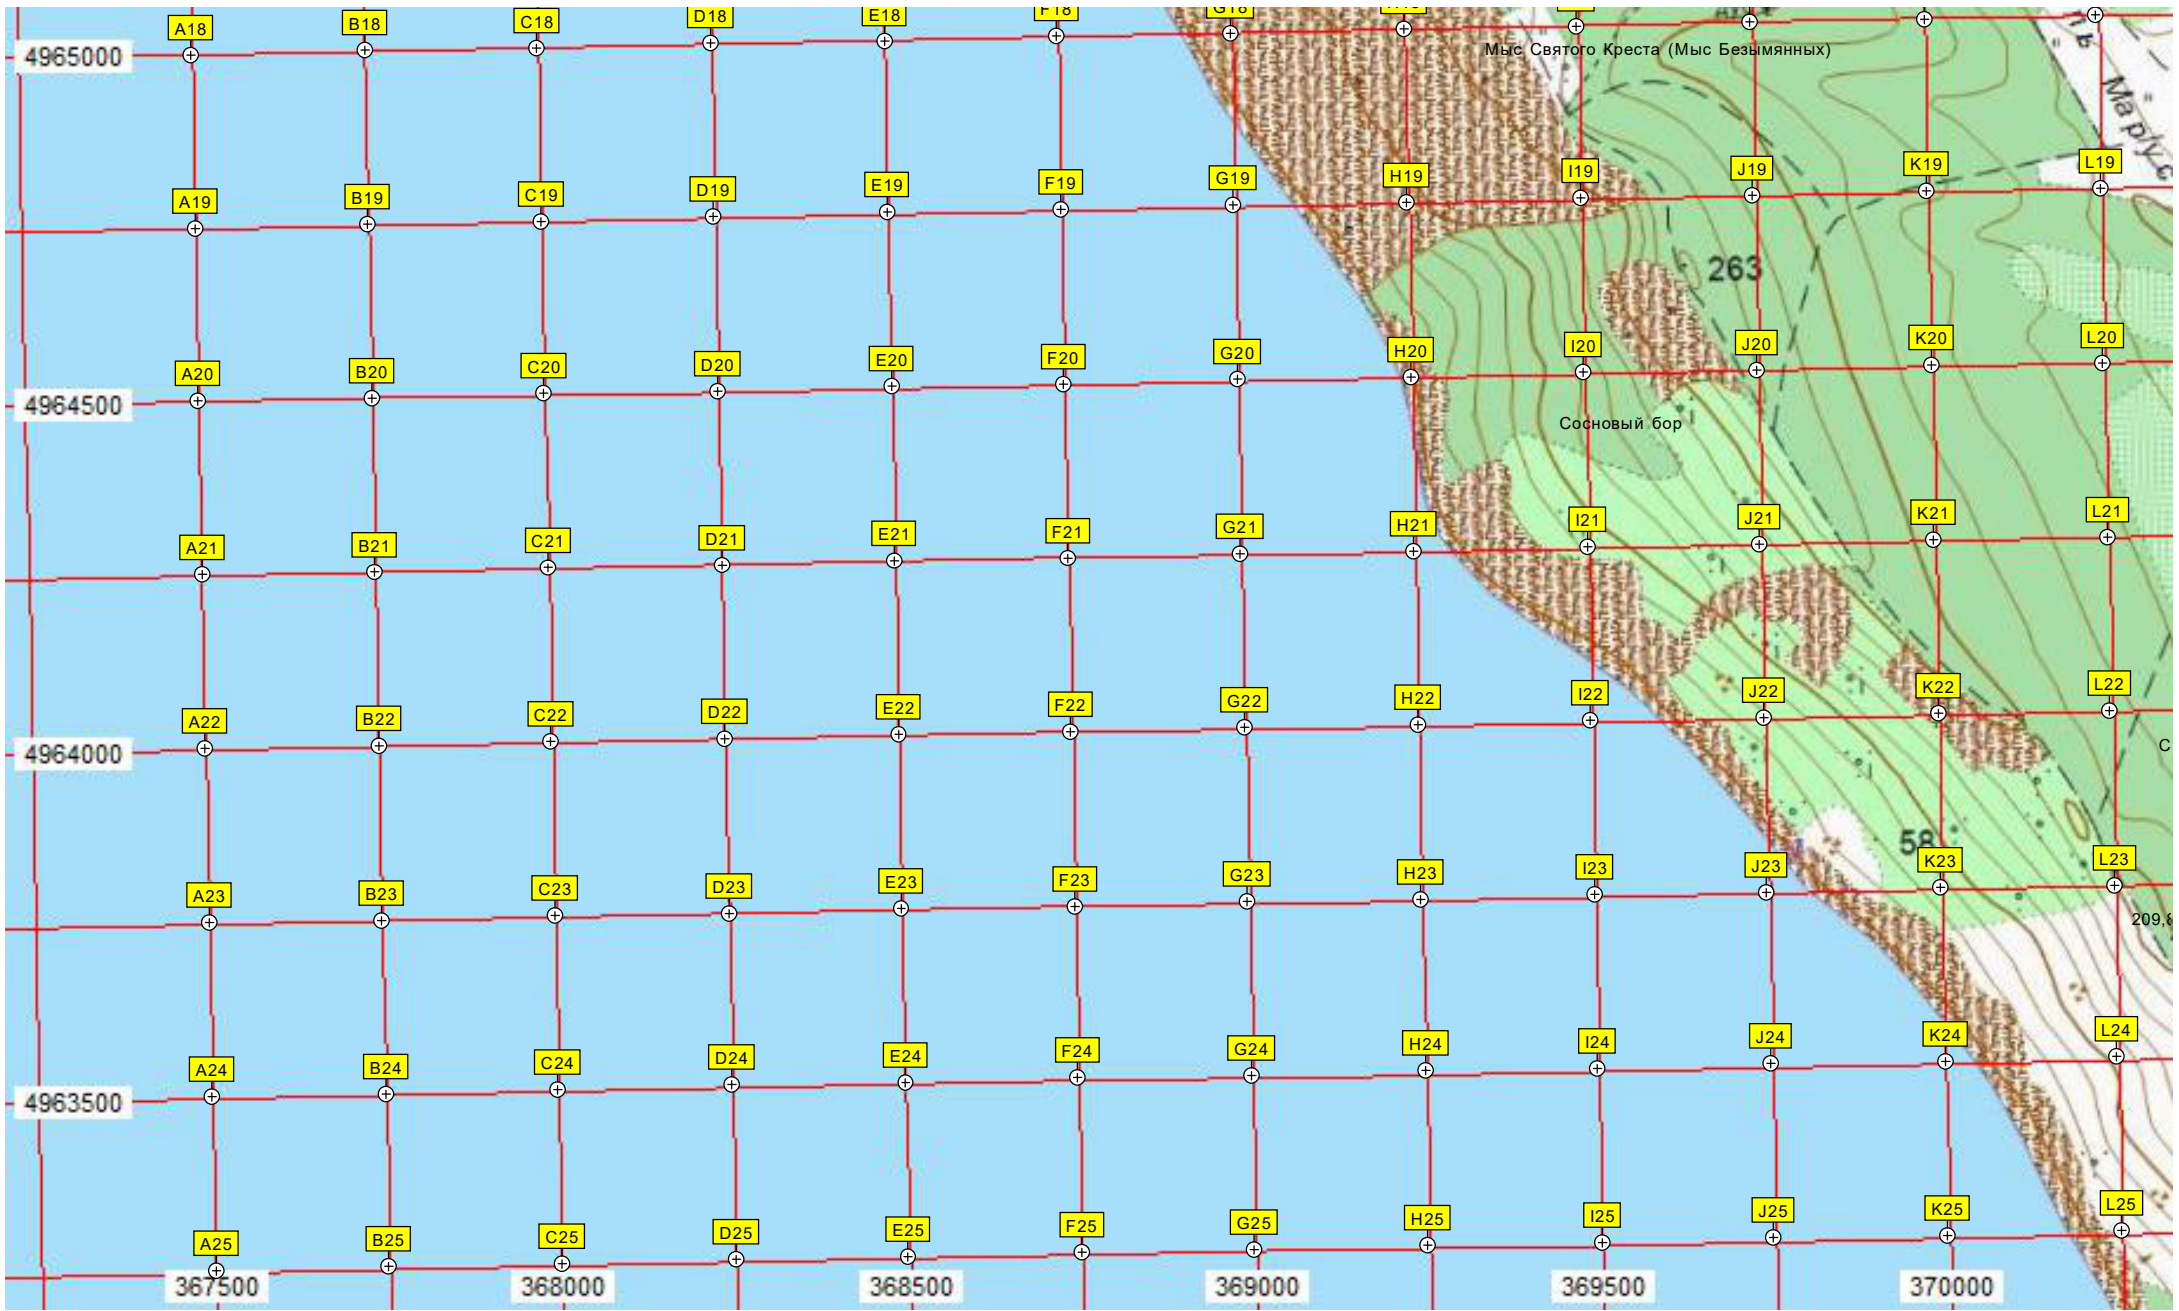 A18 B18 C18 D18 E18 F18 G18
4965000
Мыс Святого Креста (Мыс Безымянных)
Марус
A19 B19 C19 D19 E19 F19 G19 H19 I19 J19 K19 L19
263
A20 B20 C20 D20 E20 F20 G20 H20 I20 J20 K20 L20
4964500
Сосновый бор
A21 B21 C21 D21 E21 F21 G21 H21 I21 J21 K21 L21
A22 B22 C22 D22 E22 F22 G22 H22 I22 J22 K22 L22
4964000
С
58
A23 B23 C23 D23 E23 F23 G23 H23 I23 J23 K23 L23
209,8
A24 B24 C24 D24 E24 F24 G24 H24 I24 J24 K24 L24
4963500
A25 B25 C25 D25 E25 F25 G25 H25 I25 J25 K25 L25
367500 368000 368500 369000 369500 370000